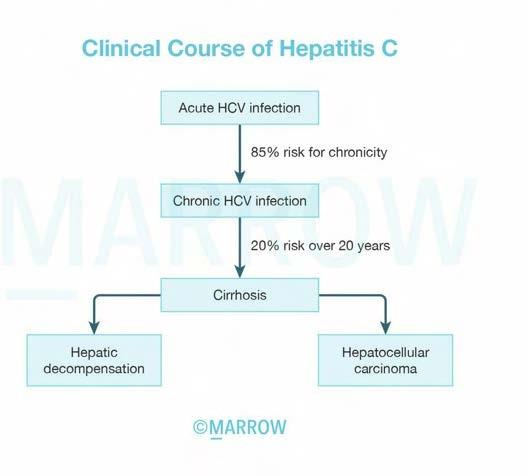 Clinical Course of Hepatitis C
Acute HCV infection
85% risk for chronicity
Chronic HCV infection
20% risk over 20 years
Cirrhosis
Hepatic
decompensation
Hepatocellular
carcinoma
MARROW
©MARROW